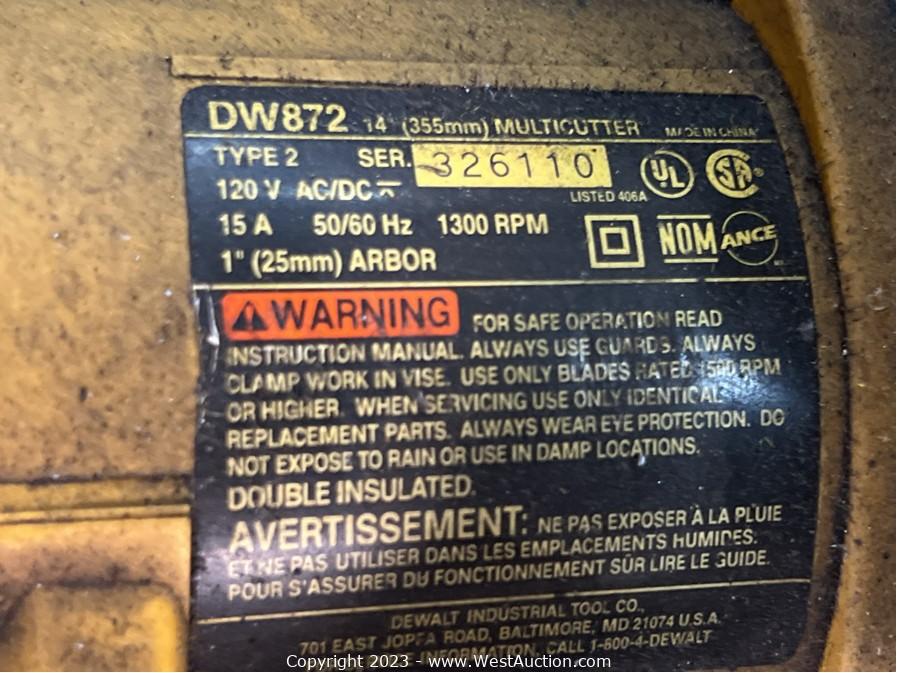 DW872 14" (355mm) MULTICUTTER MADE IN CHINA
TYPE 2 SER. 326110
120 V AC/DC
LISTED 406A
UL
SA
15 A 50/60 Hz 1300 RPM
NOM ANCE
1" (25mm) ARBOR
WARNING FOR SAFE OPERATION READ
INSTRUCTION MANUAL. ALWAYS USE GUARDS. ALWAYS
CLAMP WORK IN VISE. USE ONLY BLADES RATED 1500 RPM
OR HIGHER. WHEN SERVICING USE ONLY IDENTICAL
REPLACEMENT PARTS. ALWAYS WEAR EYE PROTECTION. DO
NOT EXPOSE TO RAIN OR USE IN DAMP LOCATIONS.
DOUBLE INSULATED.
AVERTISSEMENT: NE PAS EXPOSER À LA PLUIE
ET NE PAS UTILISER DANS LES EMPLACEMENTS HUMIDES.
POUR S'ASSURER DU FONCTIONNEMENT SÛR LIRE LE GUIDE.
DEWALT INDUSTRIAL TOOL CO.,
701 EAST JOPPA ROAD, BALTIMORE, MD 21074 U.S.A.
INFORMATION, CALL 1-800-4-DEWALT
Copyright 2023 - www.WestAuction.com